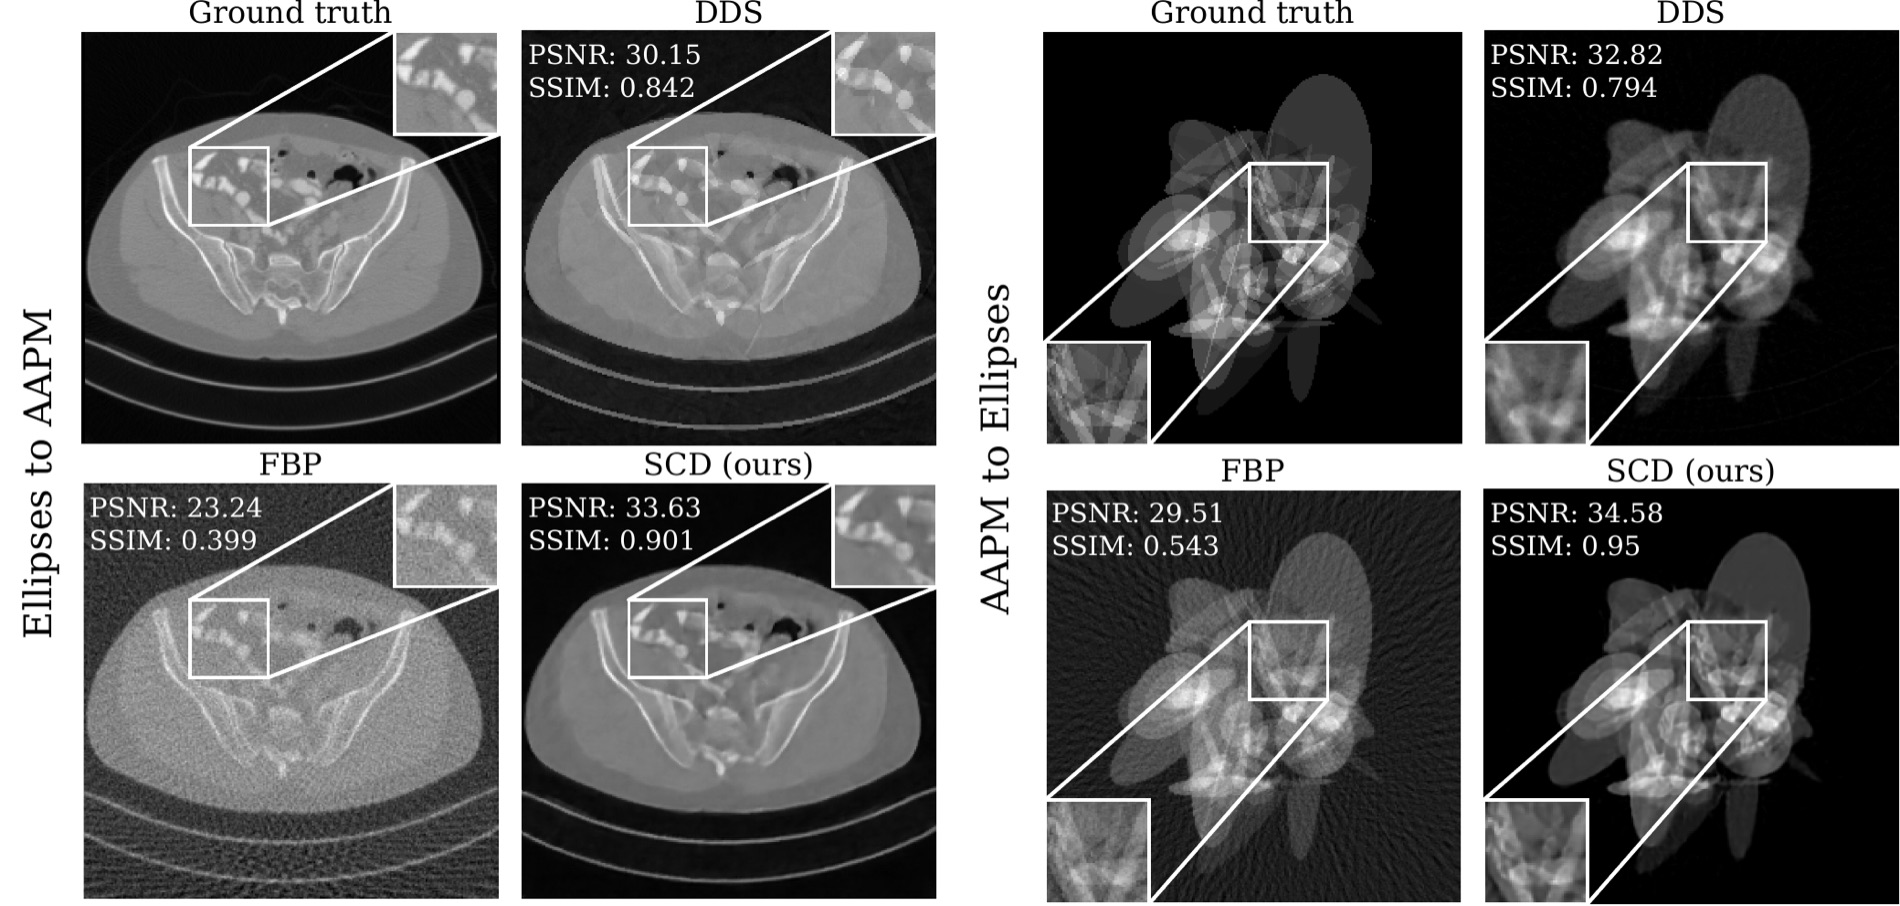 Ellipses to AAPM
Ground truth
DDS
PSNR: 30.15
SSIM: 0.842
FBP
PSNR: 23.24
SSIM: 0.399
SCD (ours)
PSNR: 33.63
SSIM: 0.901
AAPM to Ellipses
Ground truth
DDS
PSNR: 32.82
SSIM: 0.794
FBP
PSNR: 29.51
SSIM: 0.543
SCD (ours)
PSNR: 34.58
SSIM: 0.95